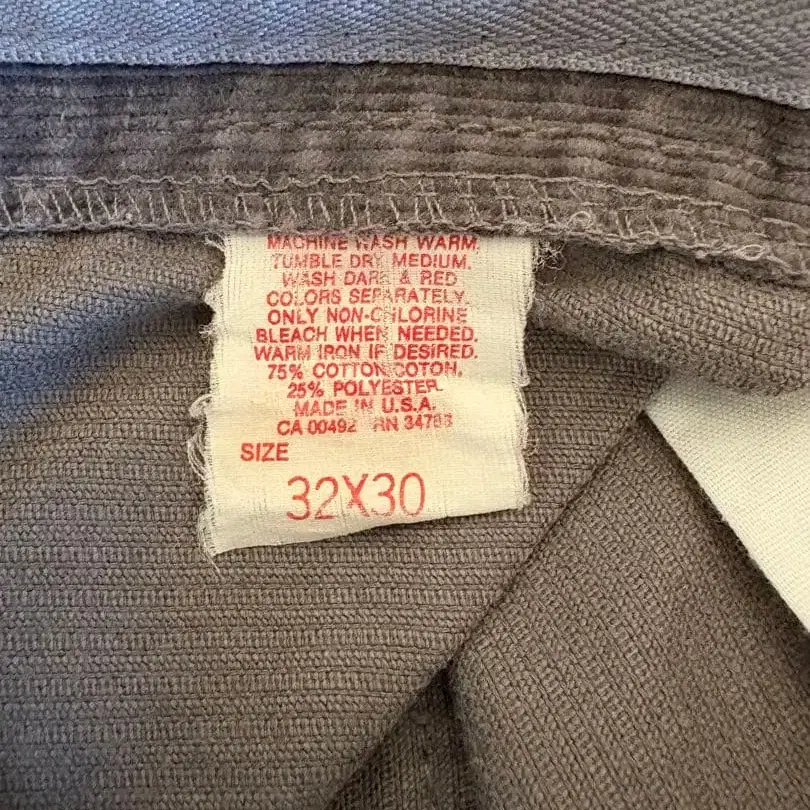 MACHINE WASH WARM.
TUMBLE DRY MEDIUM.
WASH DARK & RED
COLORS SEPARATELY.
ONLY NON-CHLORINE
BLEACH WHEN NEEDED.
WARM IRON IF DESIRED.
75% COTTON/COTON.
25% POLYESTER.
MADE IN U.S.A.
CA 00492 RN
SIZE
32X30